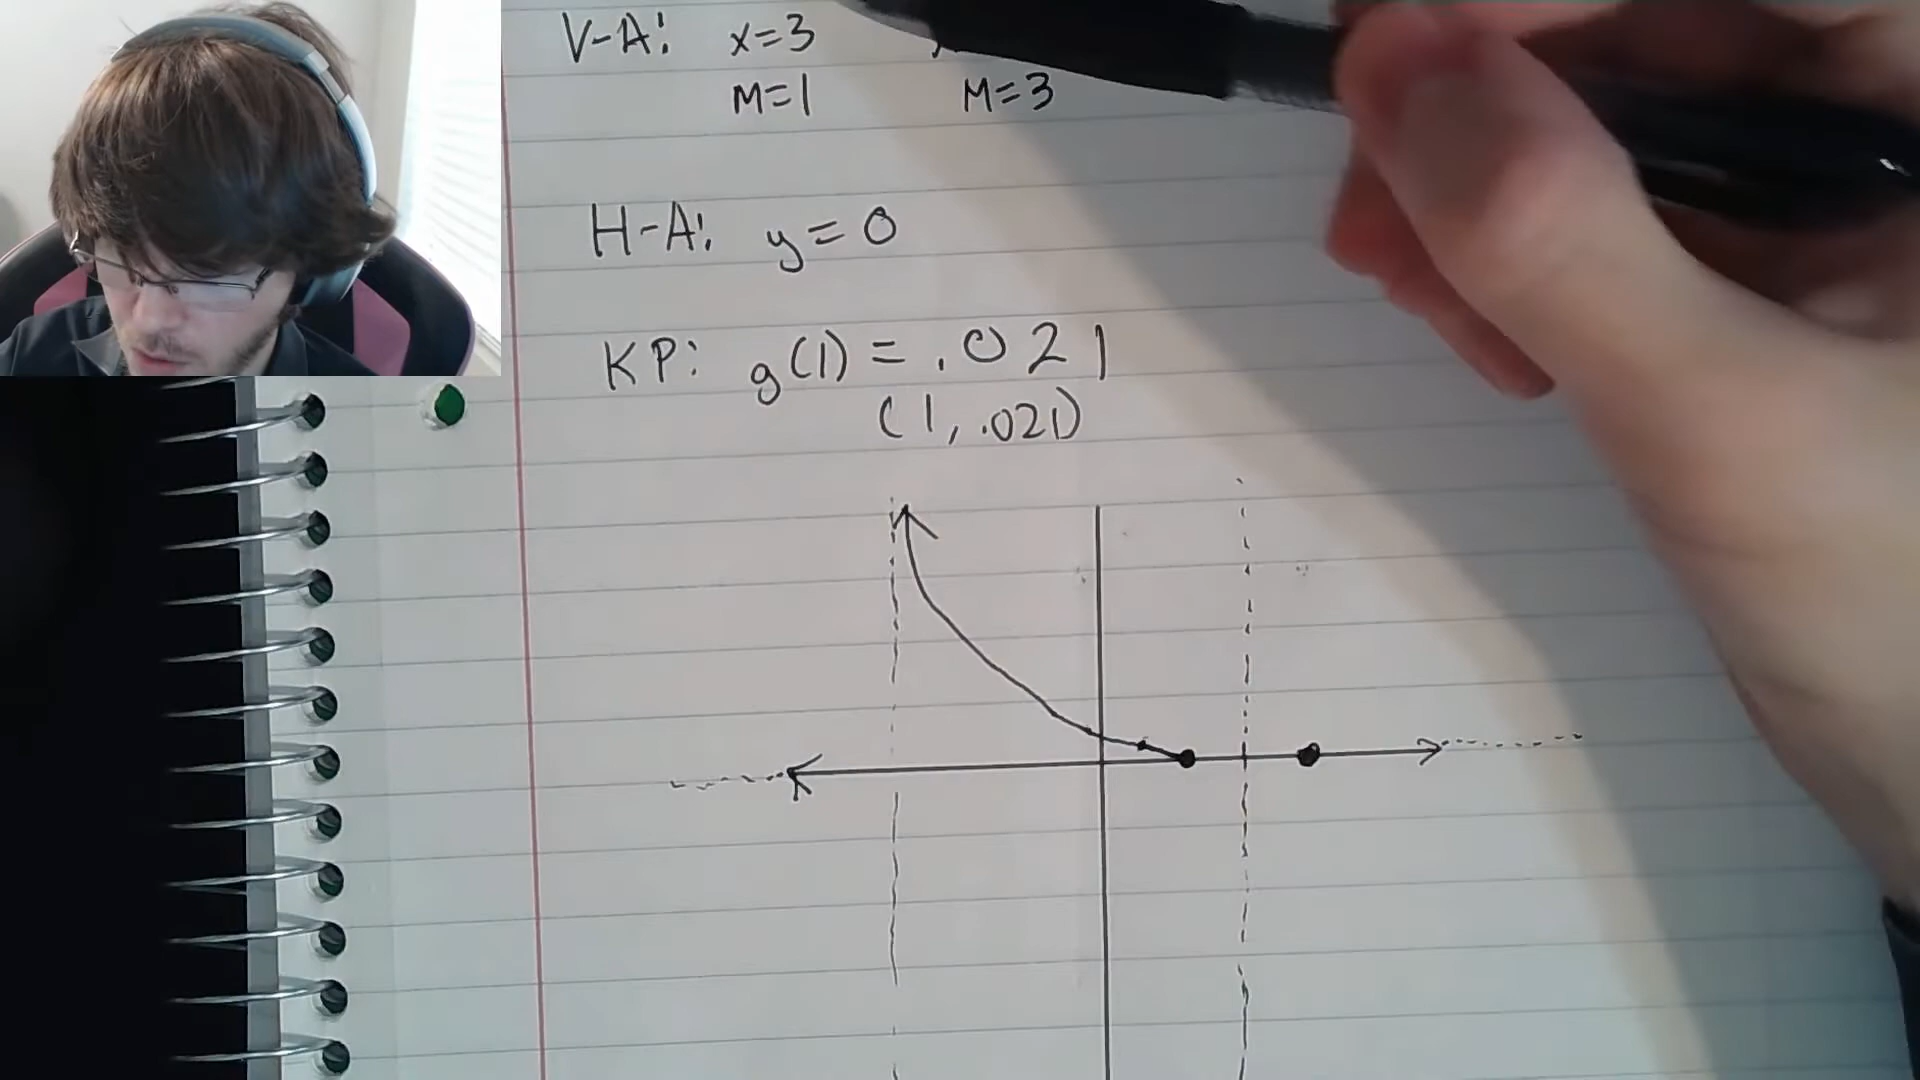 V-A: x=3
M=1 M=3
H-A: y=0
KP: g(1) = .021
(1, .021)